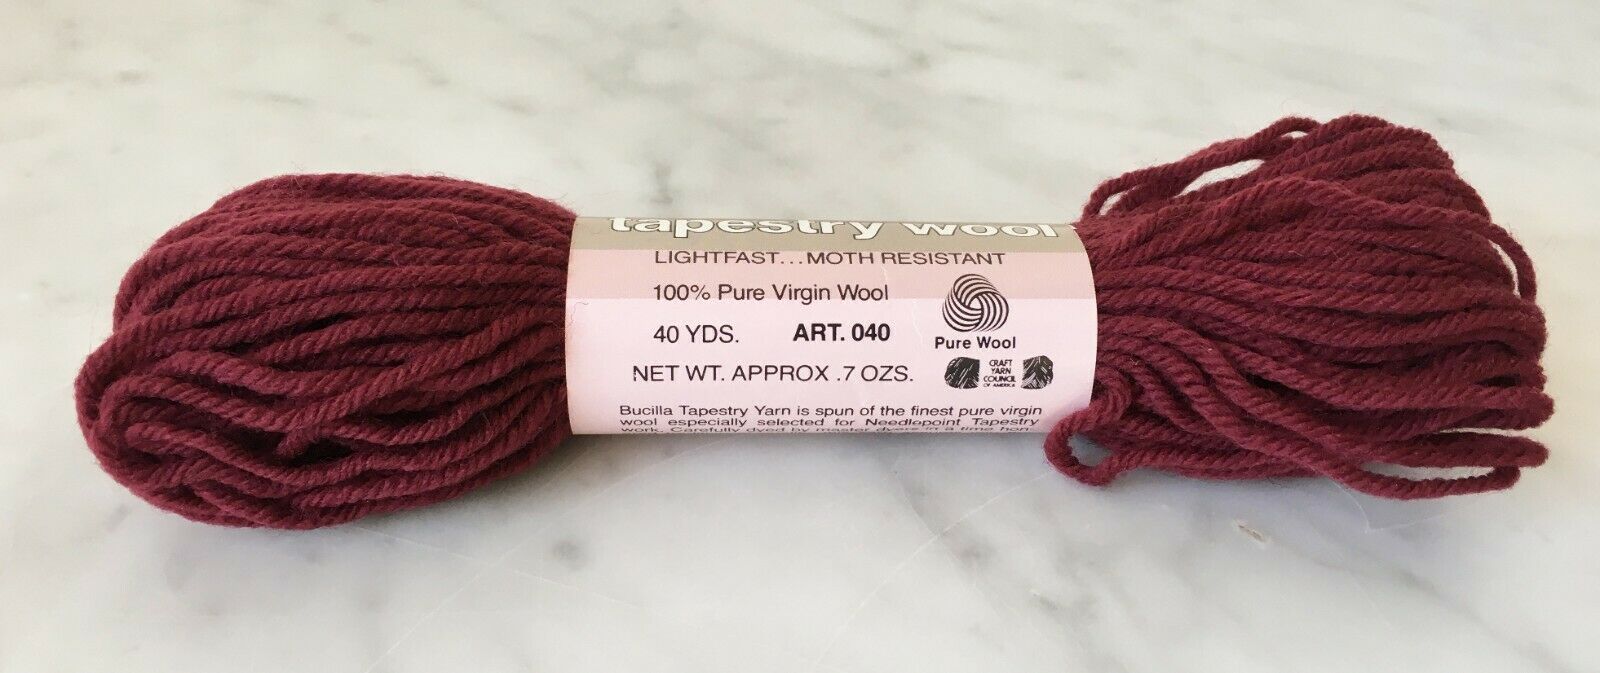 tapestry wool
LIGHTFAST...MOTH RESISTANT
100% Pure Virgin Wool
40 YDS. ART. 040
Pure Wool
NET WT. APPROX .7 OZS.
CRAFT
YARN
COUNCIL
OF AMERICA
Bucilla Tapestry Yarn is spun of the finest pure virgin
wool especially selected for Needlepoint Tapestry
work. Carefully dyed by master dyers in a time hon-